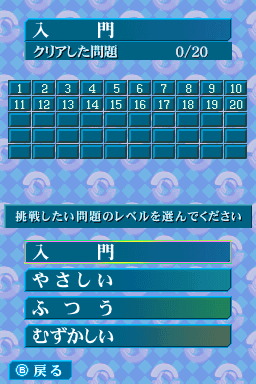 入　門
クリアした問題　0/20
1 2 3 4 5 6 7 8 9 10
11 12 13 14 15 16 17 18 19 20
挑戦したい問題のレベルを選んでください
入　門
やさしい
ふつう
むずかしい
Ⓑ戻る